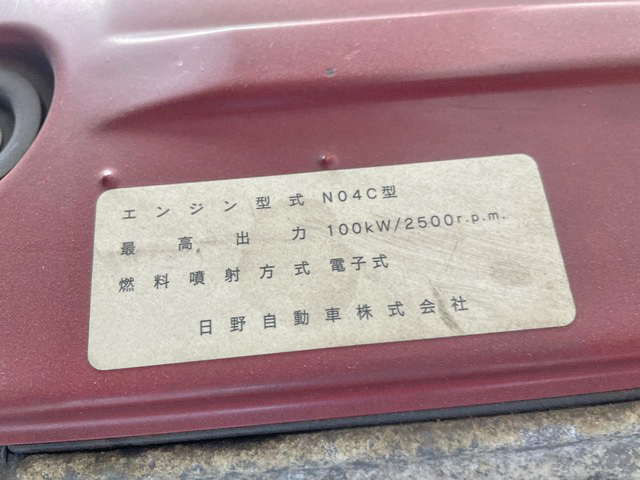 エンジン型式 N04C型
最高出力 100kW/2500r.p.m.
燃料噴射方式 電子式
日野自動車株式会社